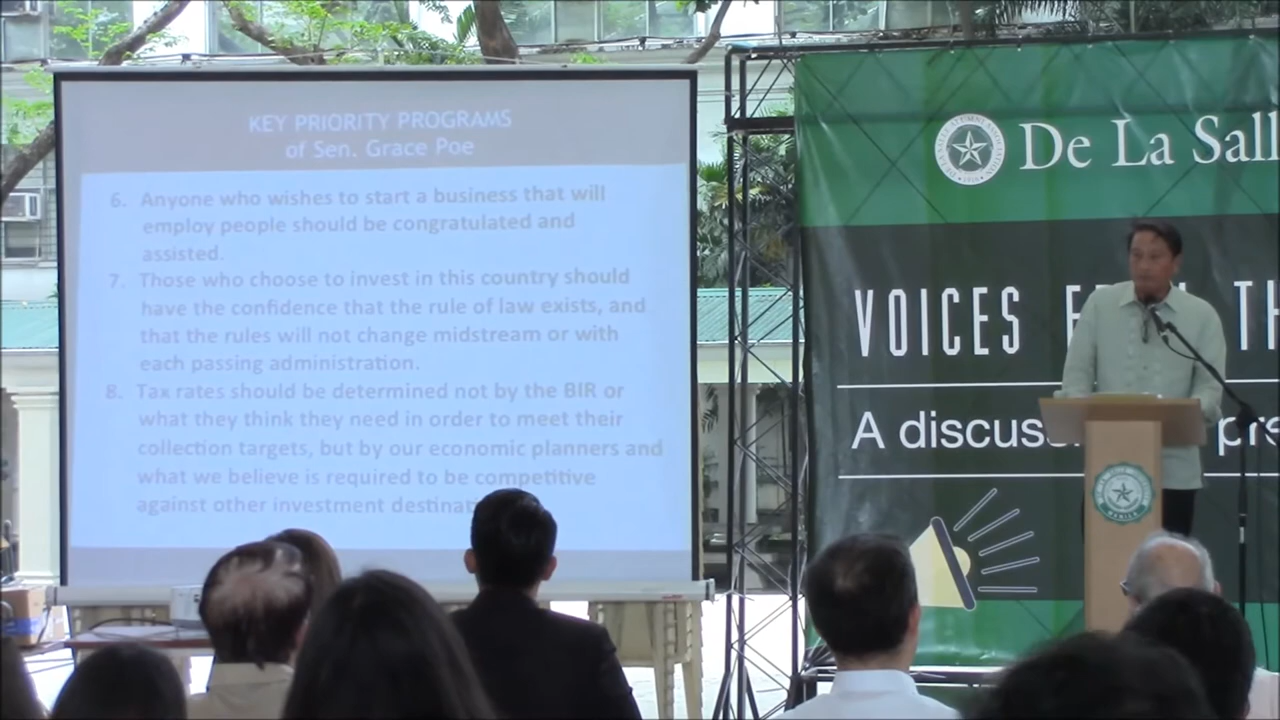 KEY PRIORITY PROGRAMS
of Sen. Grace Poe
6. Anyone who wishes to start a business that will
employ people should be congratulated and
assisted.
7. Those who choose to invest in this country should
have the confidence that the rule of law exists, and
that the rules will not change midstream or with
each passing administration.
8. Tax rates should be determined not by the BIR or
what they think they need in order to meet their
collection targets, but by our economic planners and
what we believe is required to be competitive
against other investment destinati
De La Sall
VOICES F TH
A discuss pre
MANILA